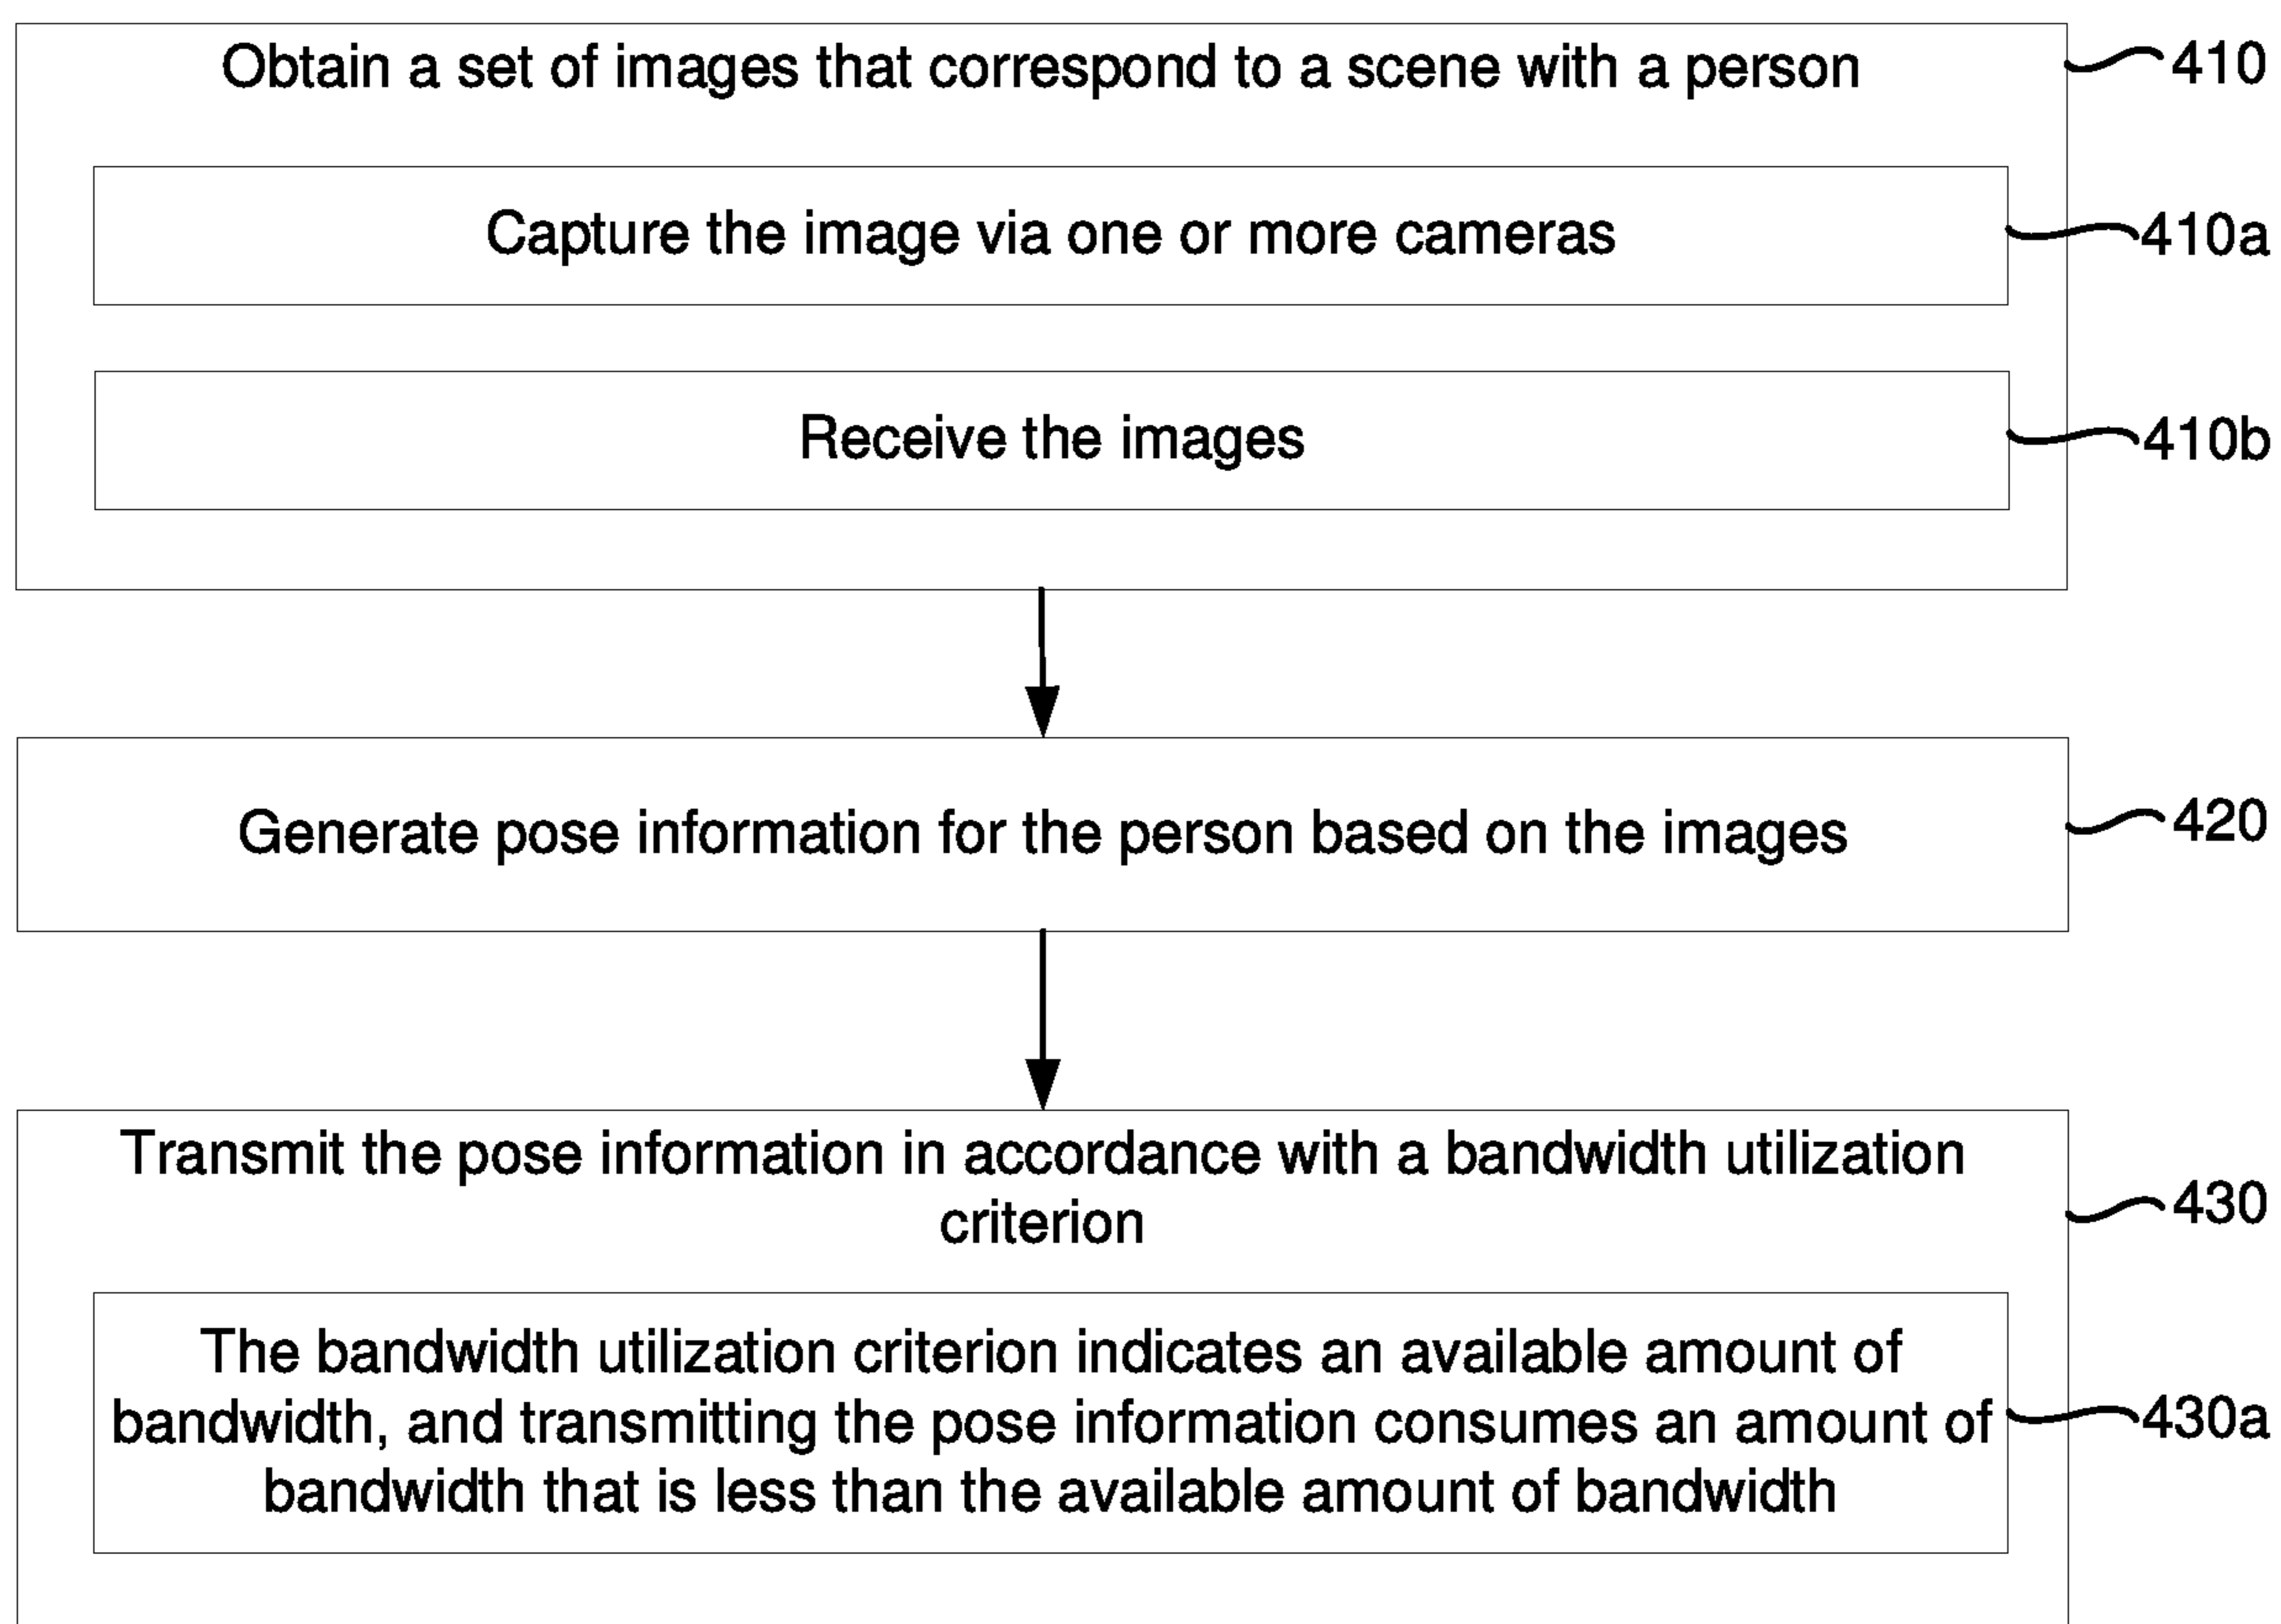 Obtain a set of images that correspond to a scene with a person
410
Capture the image via one or more cameras
410a
Receive the images
410b
Generate pose information for the person based on the images
420
Transmit the pose information in accordance with a bandwidth utilization
criterion
430
The bandwidth utilization criterion indicates an available amount of
bandwidth, and transmitting the pose information consumes an amount of
bandwidth that is less than the available amount of bandwidth
430a